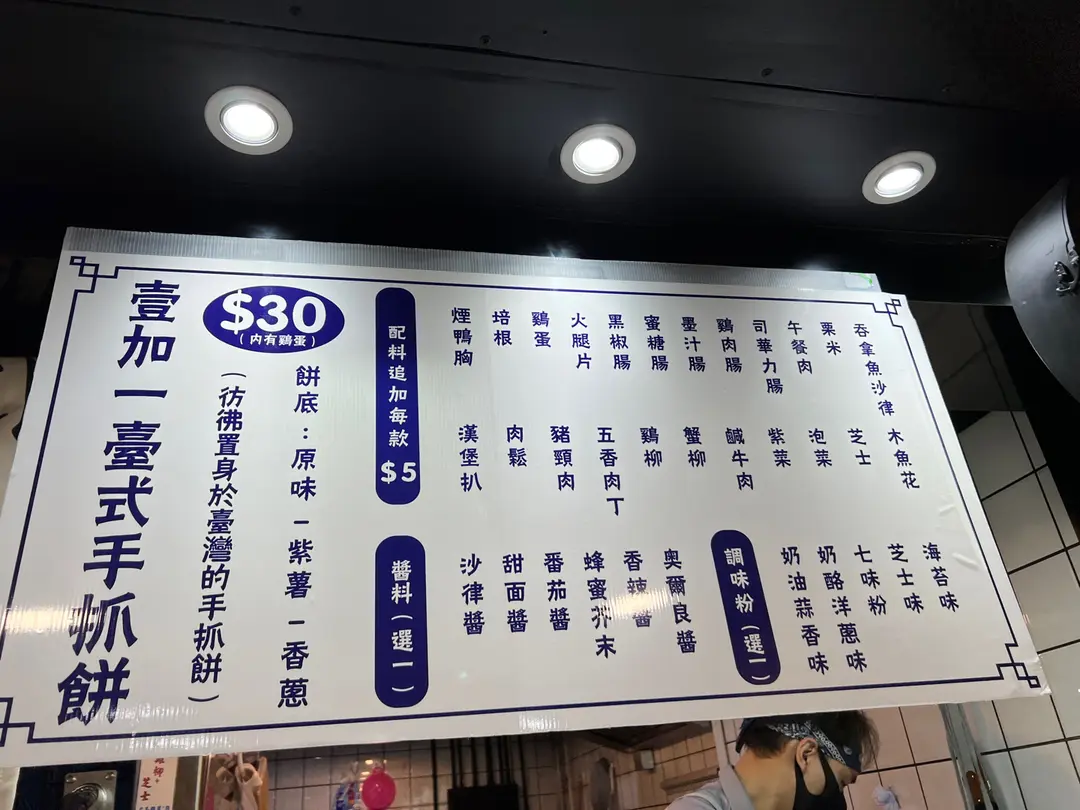 壹加一臺式手抓餅
$30
(內有鷄蛋)
餅底：原味－紫薯－香蔥
(彷彿置身於臺灣的手抓餅)
配料追加每款 $5
煙鴨胸
培根
鷄蛋
火腿片
黑椒腸
蜜糖腸
墨汁腸
鷄肉腸
司華力腸
午餐肉
粟米
吞拿魚沙律
漢堡扒
肉鬆
豬頸肉
五香肉丁
鷄柳
蟹柳
鹹牛肉
紫菜
泡菜
芝士
木魚花
醬料(選一)
沙律醬
甜面醬
番茄醬
蜂蜜芥末
香辣醬
奧爾良醬
調味粉(選一)
奶油蒜香味
奶酪洋蔥味
七味粉
芝士味
海苔味
芝士